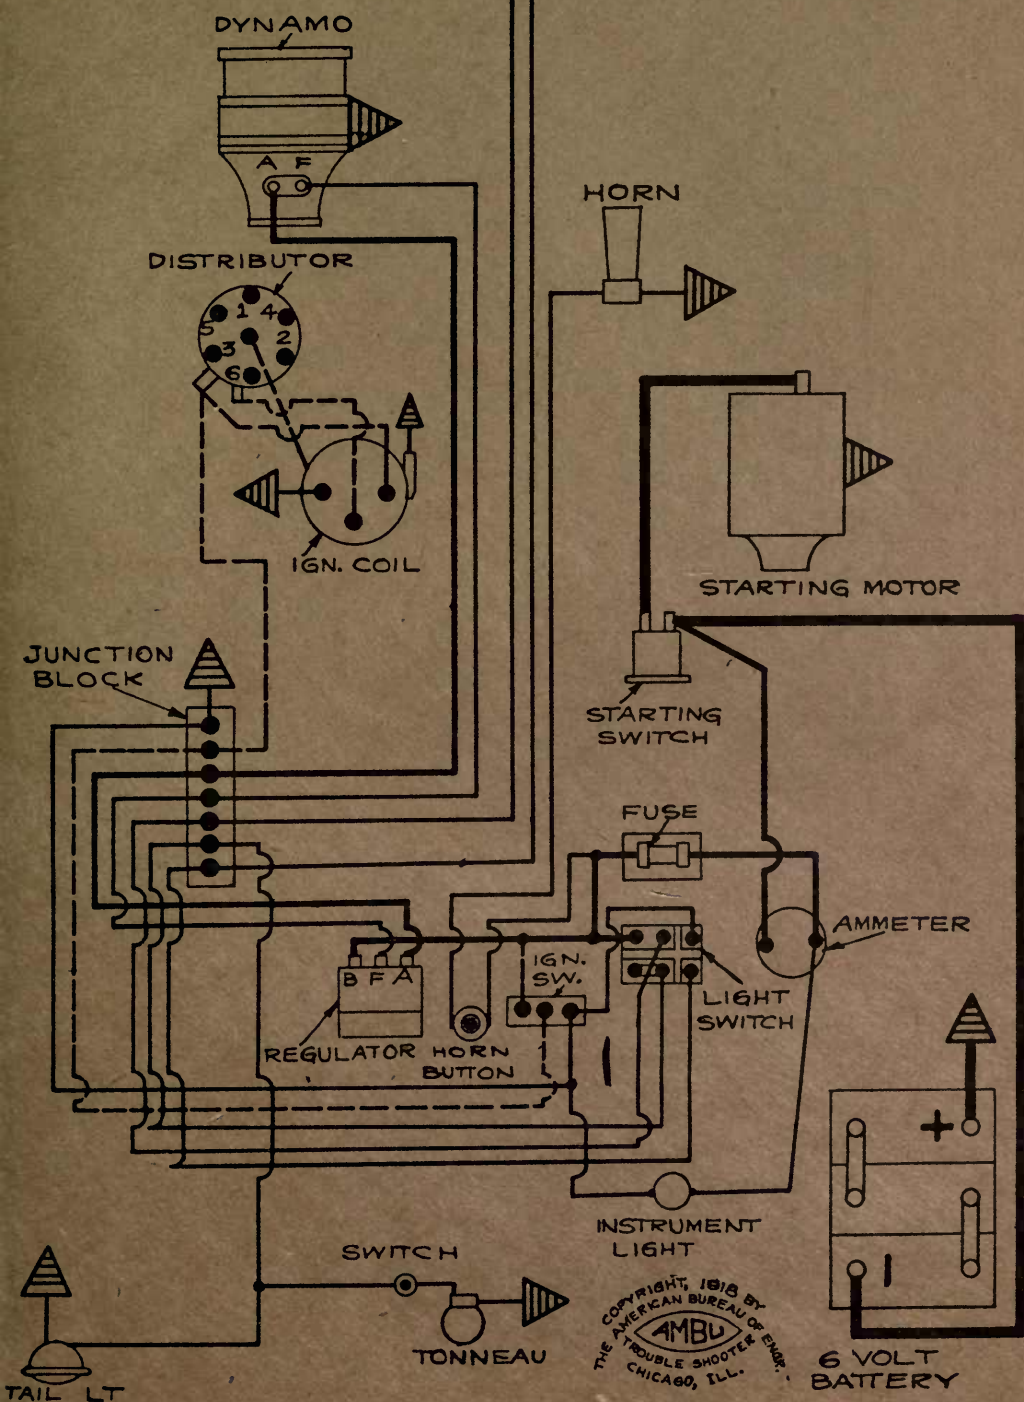 DYNAMO
A F
DISTRIBUTOR
1
4
5
2
3
6
IGN. COIL
HORN
STARTING MOTOR
JUNCTION
BLOCK
STARTING
SWITCH
FUSE
AMMETER
B F A
IGN.
SW.
LIGHT
SWITCH
REGULATOR
HORN
BUTTON
+
INSTRUMENT
LIGHT
SWITCH
TONNEAU
TAIL LT
COPYRIGHT, 1918 BY
THE AMERICAN BUREAU OF ENGR.
AMBU
TROUBLE SHOOTER
CHICAGO, ILL.
6 VOLT
BATTERY